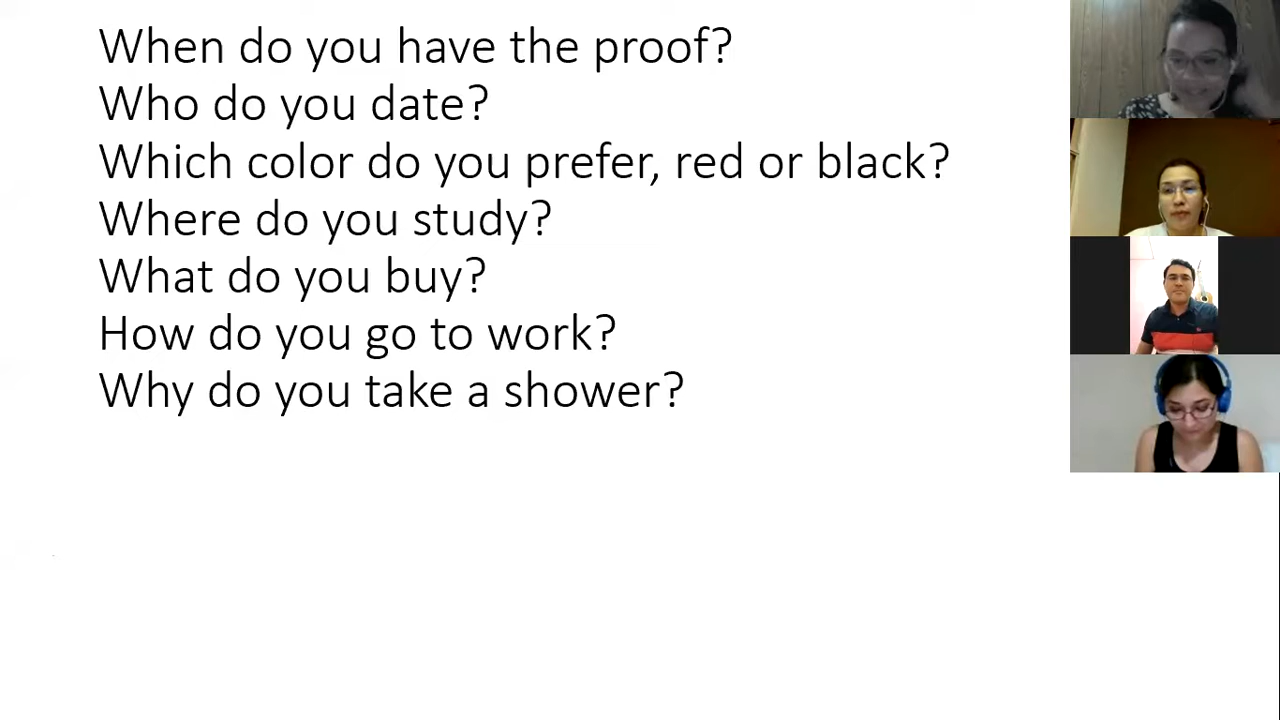 When do you have the proof?
Who do you date?
Which color do you prefer, red or black?
Where do you study?
What do you buy?
How do you go to work?
Why do you take a shower?